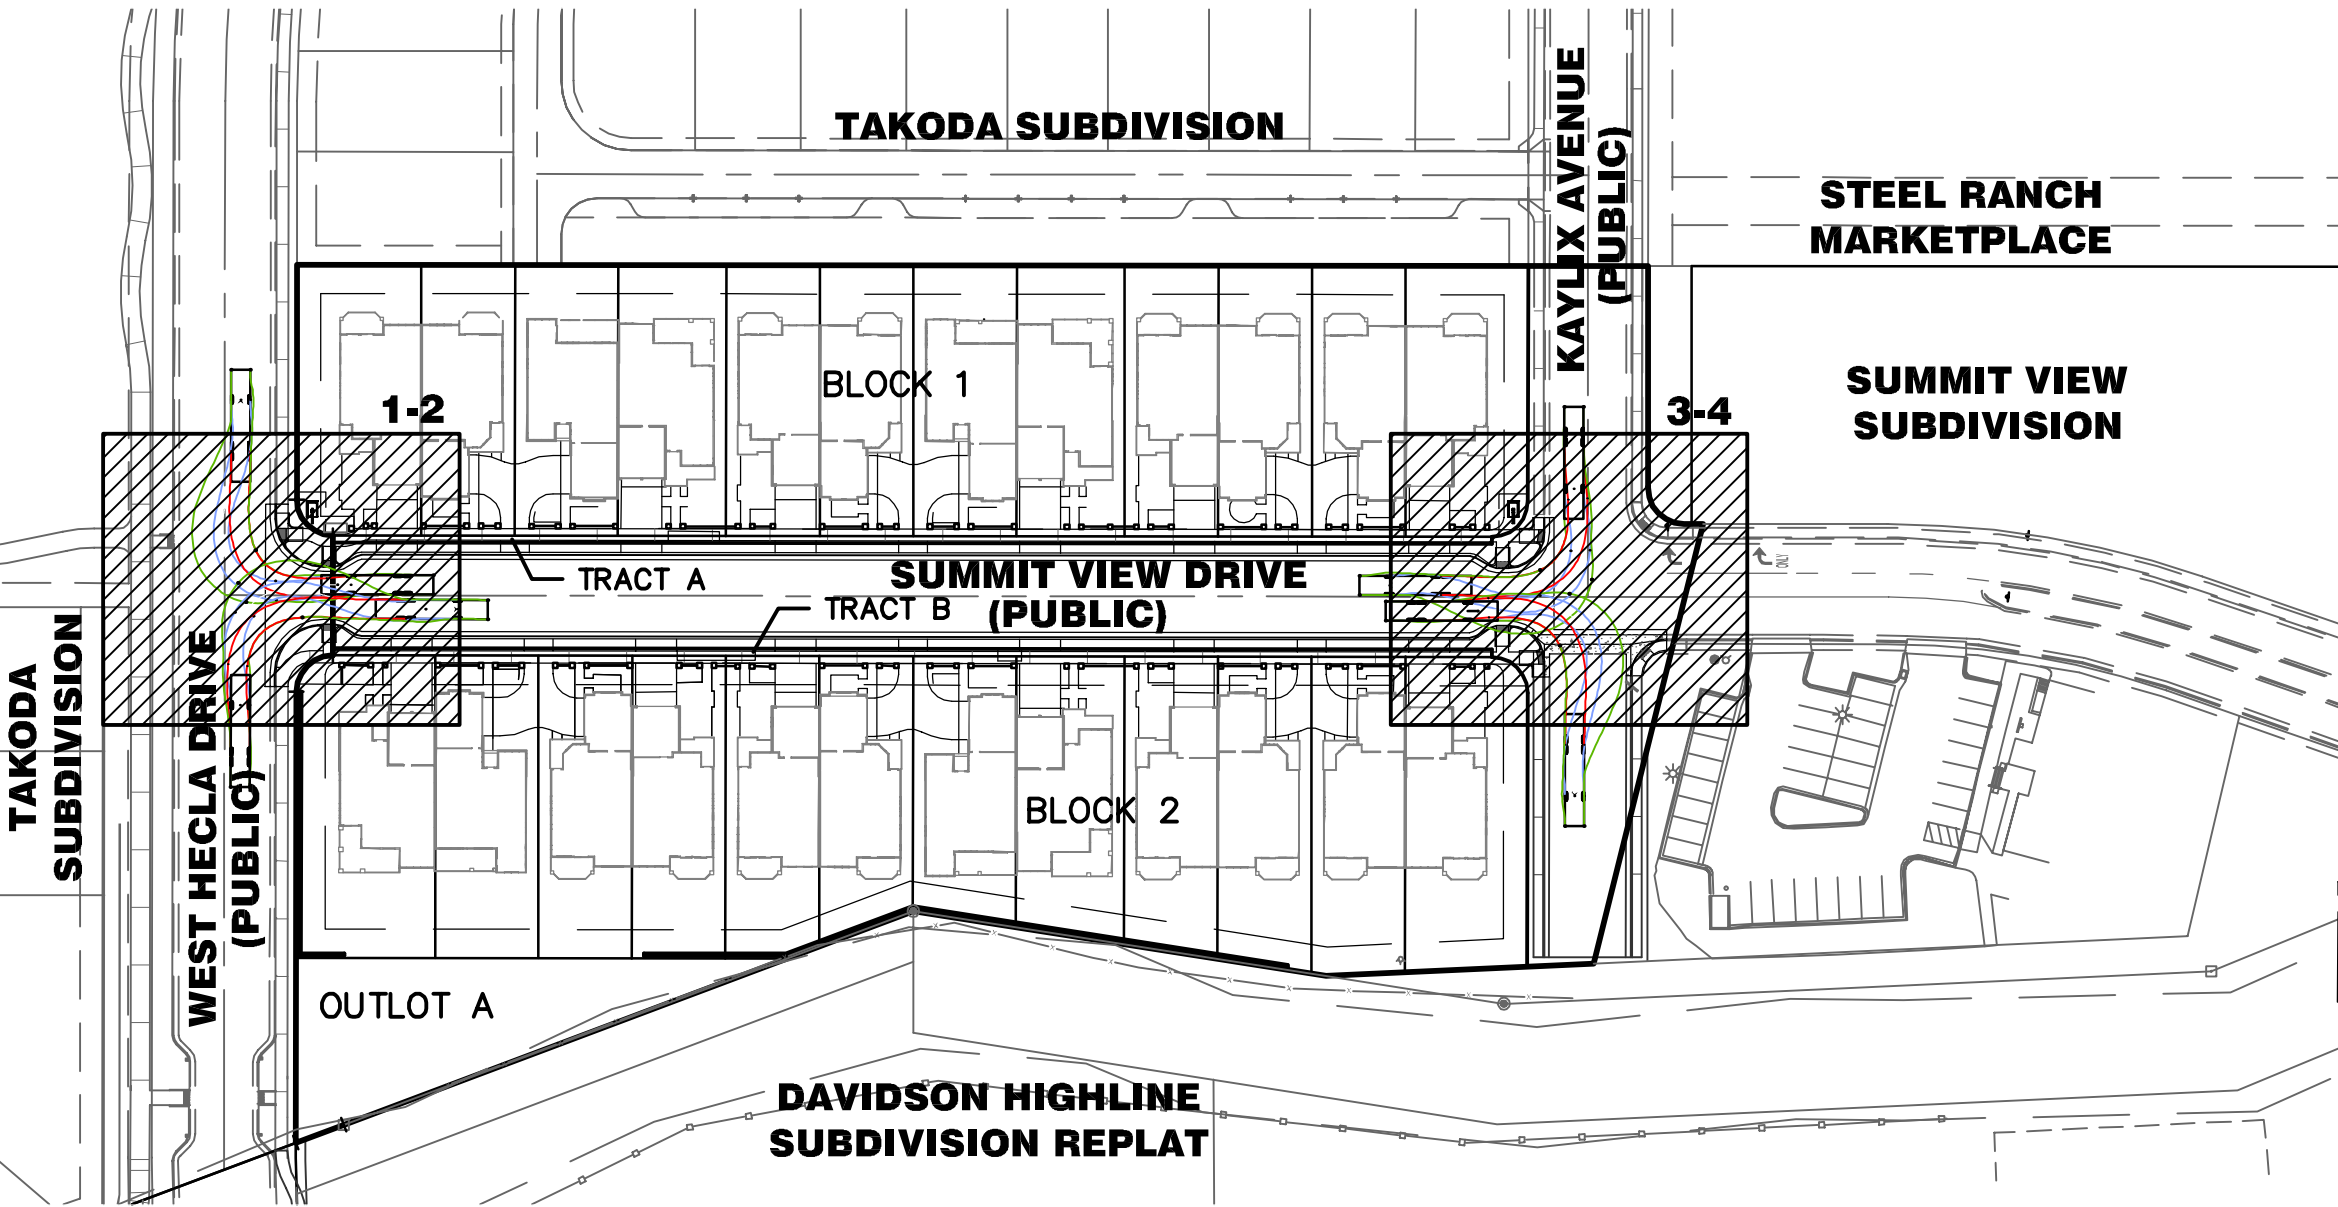 TAKODA SUBDIVISION
KAYLIX AVENUE
(PUBLIC)
STEEL RANCH
MARKETPLACE
SUMMIT VIEW
SUBDIVISION
BLOCK 1
1-2
3-4
TRACT A
SUMMIT VIEW DRIVE
(PUBLIC)
TRACT B
ONLY
TAKODA
SUBDIVISION
WEST HECLA DRIVE
(PUBLIC)
BLOCK 2
OUTLOT A
DAVIDSON HIGHLINE
SUBDIVISION REPLAT